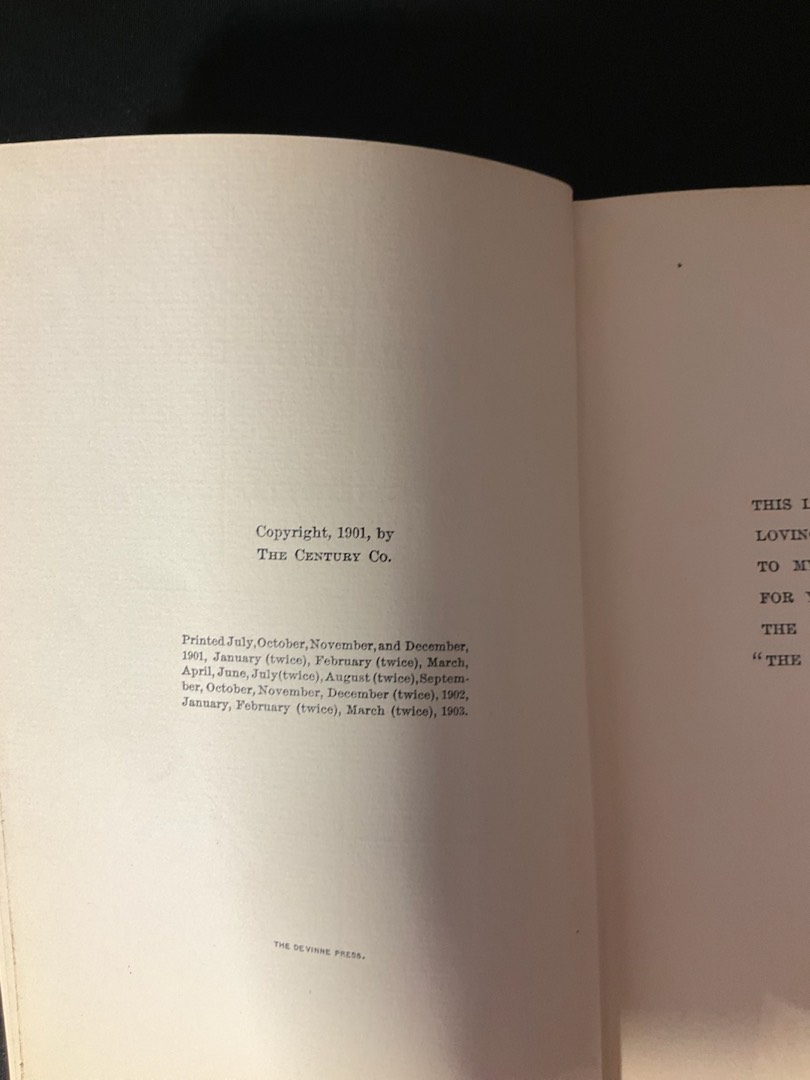 Copyright, 1901, by
THE CENTURY CO.
Printed July, October, November, and December,
1901, January (twice), February (twice), March,
April, June, July (twice), August (twice), Septem-
ber, October, November, December (twice), 1902,
January, February (twice), March (twice), 1903.
THE DEVINNE PRESS.
THIS
LOVIN
TO
FOR
THE
"THE